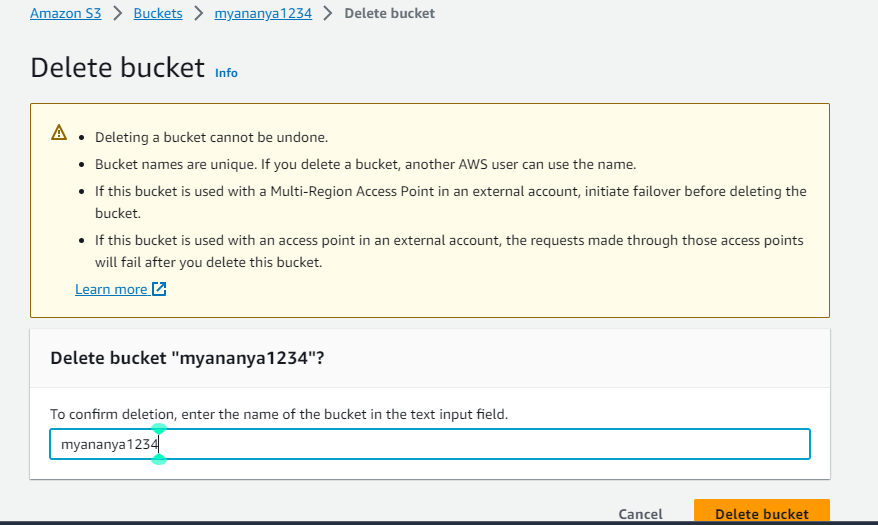 Amazon S3 > Buckets > myananya1234 > Delete bucket
Delete bucket Info
Deleting a bucket cannot be undone.
Bucket names are unique. If you delete a bucket, another AWS user can use the name.
If this bucket is used with a Multi-Region Access Point in an external account, initiate failover before deleting the
bucket.
If this bucket is used with an access point in an external account, the requests made through those access points
will fail after you delete this bucket.
Learn more
Delete bucket "myananya1234"?
To confirm deletion, enter the name of the bucket in the text input field.
myananya1234
Cancel Delete bucket